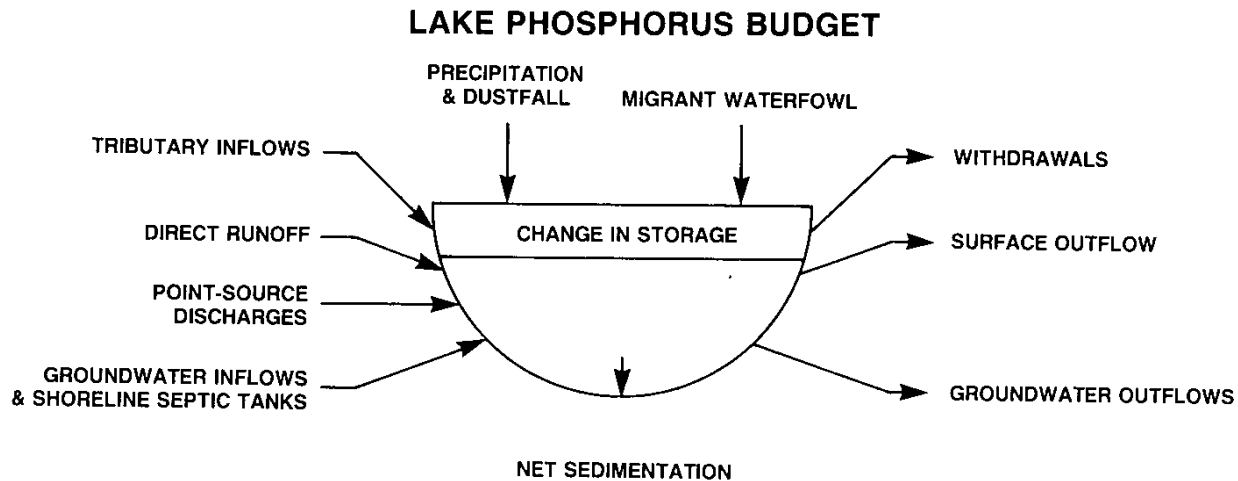 LAKE PHOSPHORUS BUDGET
PRECIPITATION
& DUSTFALL
MIGRANT WATERFOWL
TRIBUTARY INFLOWS
WITHDRAWALS
DIRECT RUNOFF
CHANGE IN STORAGE
SURFACE OUTFLOW
POINT-SOURCE
DISCHARGES
GROUNDWATER INFLOWS
& SHORELINE SEPTIC TANKS
GROUNDWATER OUTFLOWS
NET SEDIMENTATION